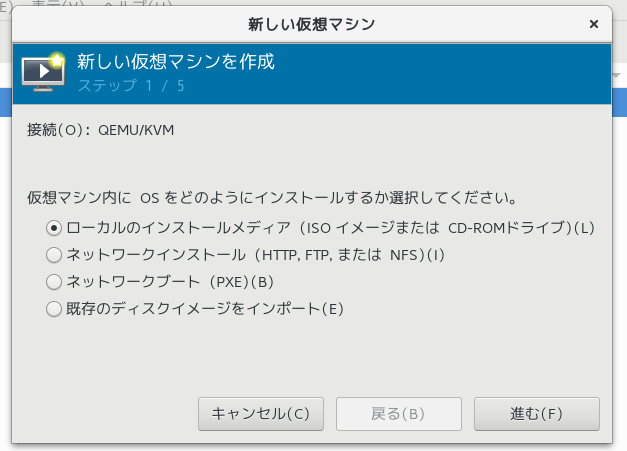 新しい仮想マシン
新しい仮想マシンを作成
ステップ 1 / 5
接続(O): QEMU/KVM
仮想マシン内に OS をどのようにインストールするか選択してください。
ローカルのインストールメディア (ISO イメージまたは CD-ROMドライブ)(L)
ネットワークインストール (HTTP, FTP, または NFS)(I)
ネットワークブート (PXE)(B)
既存のディスクイメージをインポート(E)
キャンセル(C)
戻る(B)
進む(F)